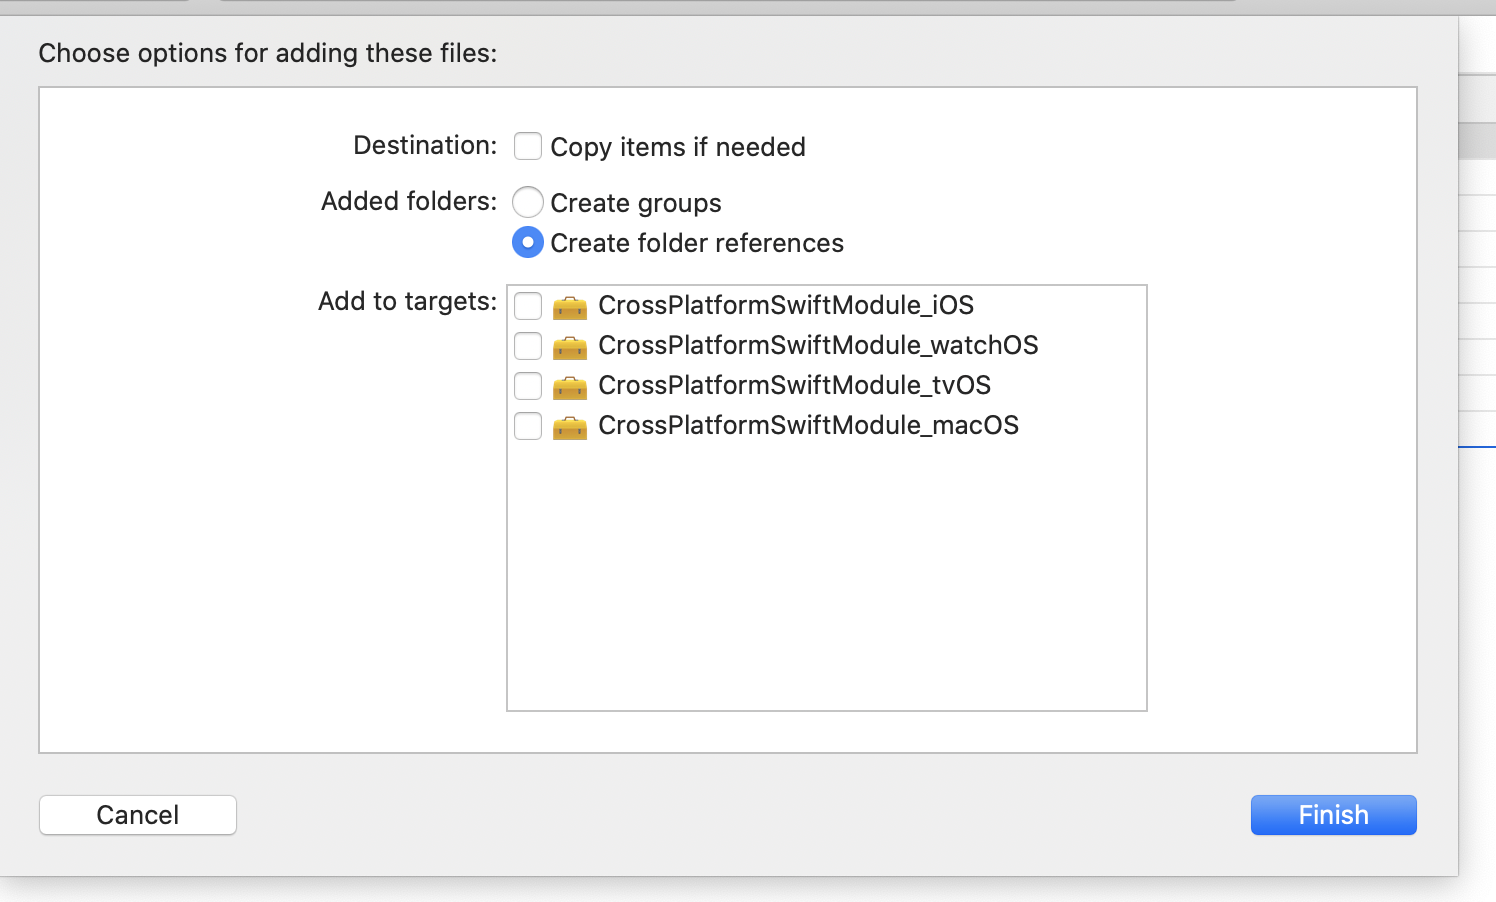 Choose options for adding these files:
Destination: Copy items if needed
Added folders: Create groups
Create folder references
Add to targets: CrossPlatformSwiftModule_iOS
CrossPlatformSwiftModule_watchOS
CrossPlatformSwiftModule_tvOS
CrossPlatformSwiftModule_macOS
Cancel Finish